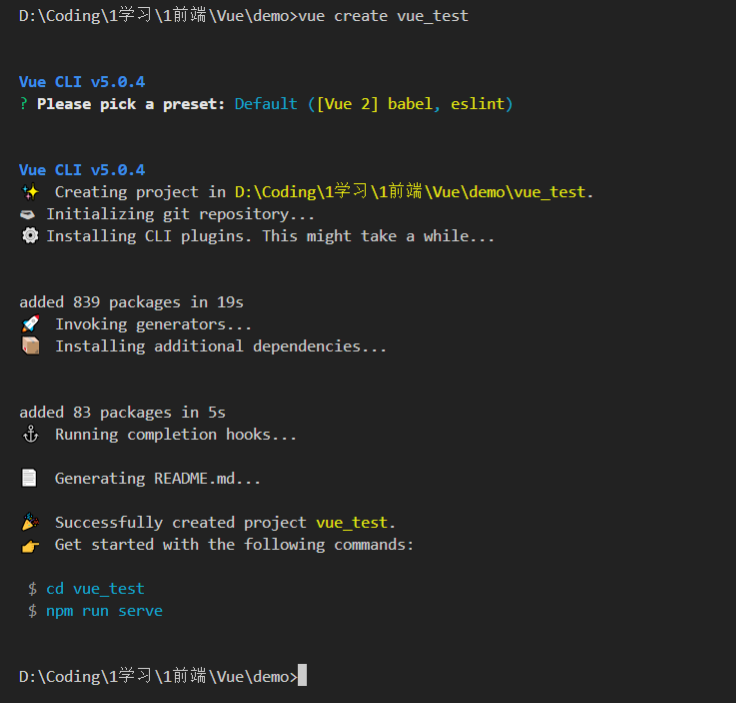 D:\Coding\1学习\1前端\Vue\demo>vue create vue_test
Vue CLI v5.0.4
? Please pick a preset: Default ([Vue 2] babel, eslint)
Vue CLI v5.0.4
✨ Creating project in D:\Coding\1学习\1前端\Vue\demo\vue_test.
🗃 Initializing git repository...
⚙ Installing CLI plugins. This might take a while...
added 839 packages in 19s
🚀 Invoking generators...
📦 Installing additional dependencies...
added 83 packages in 5s
⚓ Running completion hooks...
📄 Generating README.md...
🎉 Successfully created project vue_test.
👉 Get started with the following commands:
$ cd vue_test
$ npm run serve
D:\Coding\1学习\1前端\Vue\demo>